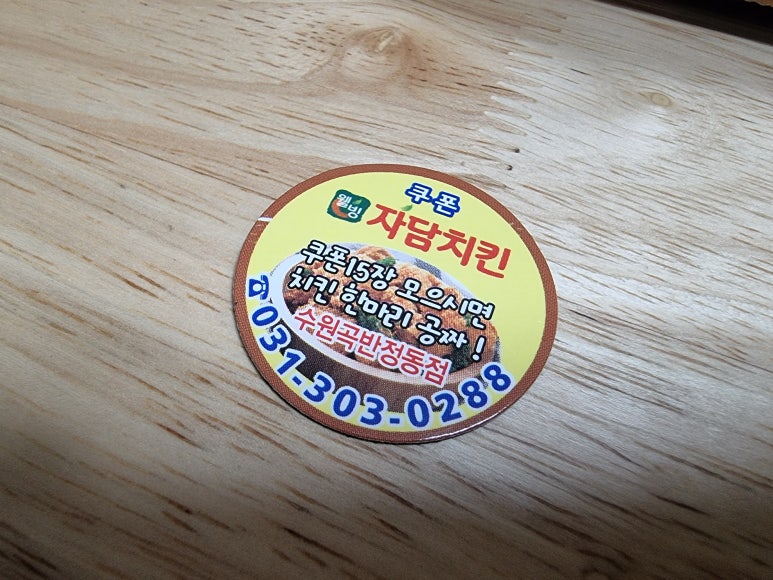 쿠폰
웰빙 자담치킨
쿠폰15장 모으시면
치킨 한마리 공짜!
수원곡반정동점
☎031-303-0288